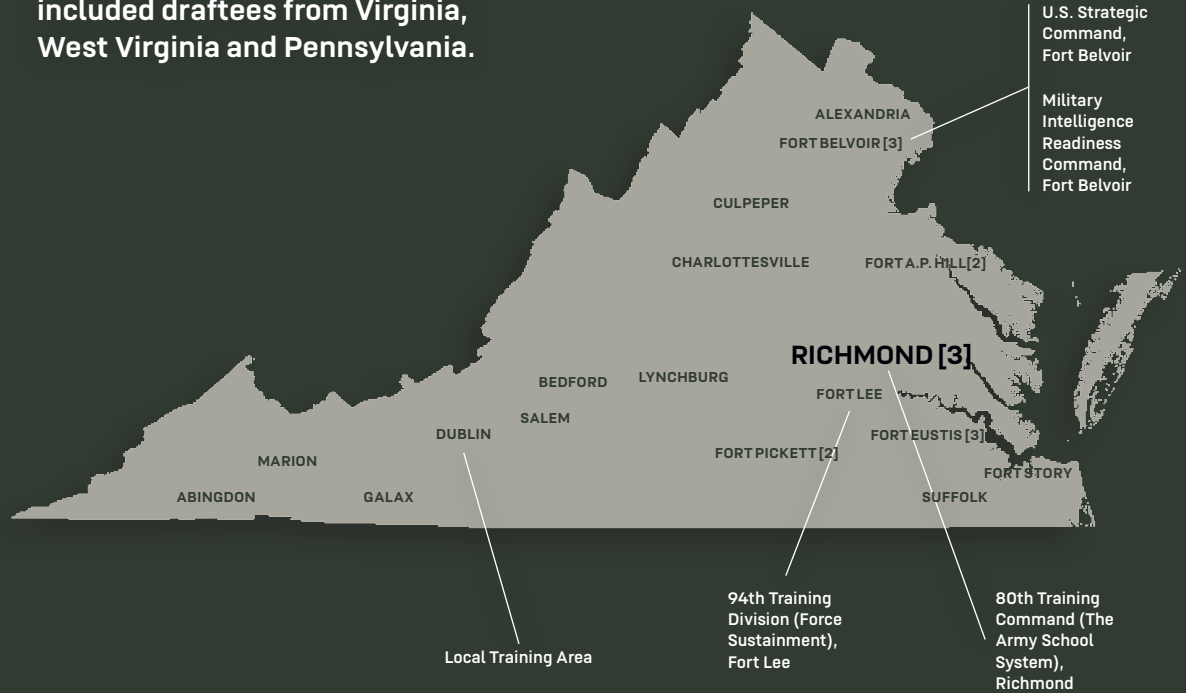 included draftees from Virginia,
West Virginia and Pennsylvania.
U.S. Strategic
Command,
Fort Belvoir
Military
Intelligence
Readiness
Command,
Fort Belvoir
ALEXANDRIA
FORT BELVOIR [3]
CULPEPER
CHARLOTTESVILLE
FORT A.P. HILL [2]
RICHMOND [3]
BEDFORD
LYNCHBURG
FORT LEE
SALEM
DUBLIN
FORT EUSTIS [3]
FORT PICKETT [2]
MARION
FORT STORY
ABINGDON
GALAX
SUFFOLK
Local Training Area
94th Training
Division (Force
Sustainment),
Fort Lee
80th Training
Command (The
Army School
System),
Richmond